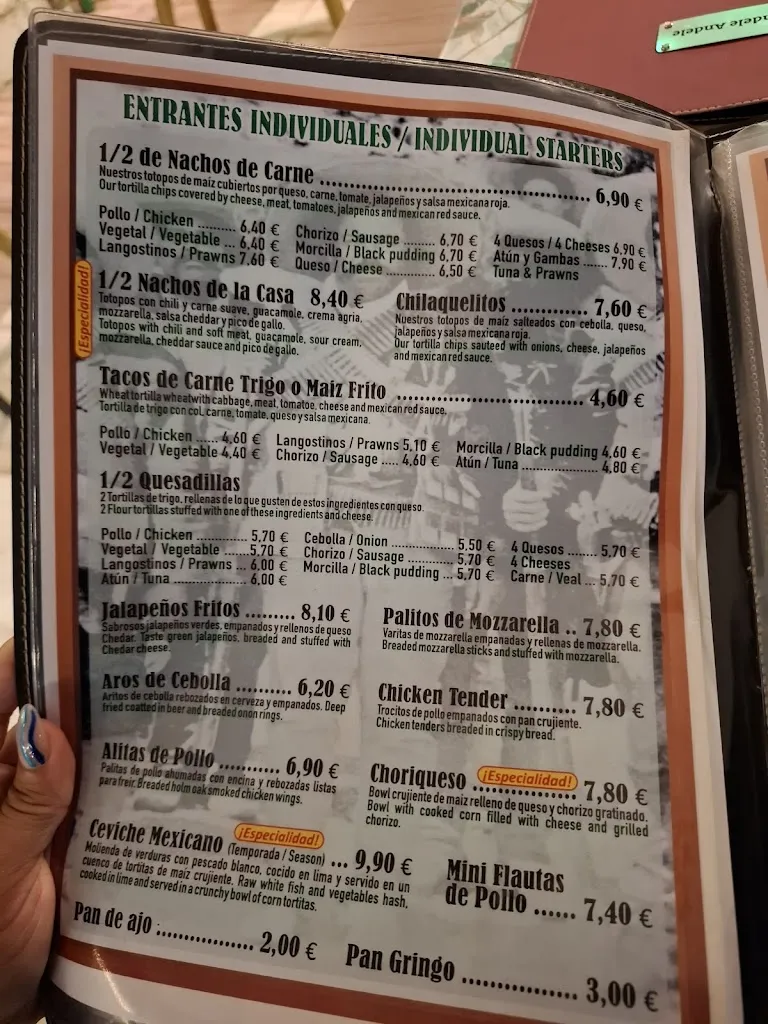 ndele Andele
ENTRANTES INDIVIDUALES / INDIVIDUAL STARTERS
1/2 de Nachos de Carne ........................ 6,90 €
Nuestros totopos de maíz cubiertos por queso, carne, tomate, jalapeños y salsa mexicana roja.
Our tortilla chips covered by cheese, meat, tomatoes, jalapeños and mexican red sauce.
Pollo / Chicken .......... 6,40 €
Vegetal / Vegetable ... 6,40 €
Langostinos / Prawns 7.60 €
Chorizo / Sausage ........ 6,70 €
Morcilla / Black pudding 6,70 €
Queso / Cheese ............. 6,50 €
4 Quesos / 4 Cheeses 6,90 €
Atún y Gambas ....... 7,90 €
Tuna & Prawns
¡Especialidad!
1/2 Nachos de la Casa 8,40 €
Totopos con chili y carne suave, guacamole, crema agria,
mozzarella, salsa cheddar y pico de gallo.
Totopos with chili and soft meat, guacamole, sour cream,
mozzarella, cheddar sauce and pico de gallo.
Chilaquelitos ............. 7,60 €
Nuestros totopos de maíz salteados con cebolla, queso,
jalapeños y salsa mexicana roja.
Our tortilla chips sauteed with onions, cheese, jalapeños
and mexican red sauce.
Tacos de Carne Trigo o Maiz Frito ............................... 4,60 €
Wheat tortilla wheatwith cabbage, meat, tomatoe, cheese and mexican red sauce.
Tortilla de trigo con col, carne, tomate, queso y salsa mexicana.
Pollo / Chicken ...... 4,60 €
Vegetal / Vegetable 4,40 €
Langostinos / Prawns 5,10 €
Chorizo / Sausage ..... 4,60 €
Morcilla / Black pudding 4,60 €
Atún / Tuna .................... 4,80 €
1/2 Quesadillas
2 Tortillas de trigo, rellenas de lo que gusten de estos ingredientes con queso.
2 Flour tortillas stuffed with one of these ingredients and cheese.
Pollo / Chicken .............. 5,70 €
Vegetal / Vegetable ....... 5,70 €
Langostinos / Prawns ... 6,00 €
Atún / Tuna ................... 6,00 €
Cebolla / Onion ................. 5,50 €
Chorizo / Sausage ............. 5,70 €
Morcilla / Black pudding ... 5,70 €
4 Quesos ........ 5,70 €
4 Cheeses
Carne / Veal ... 5,70 €
Jalapeños Fritos ......... 8,10 €
Sabrosos jalapeños verdes, empanados y rellenos de queso
Chedar. Taste green jalapeños, breaded and stuffed with
Chedar cheese.
Palitos de Mozzarella .. 7,80 €
Varitas de mozzarella empanadas y rellenas de mozzarella.
Breaded mozzarella sticks and stuffed with mozzarella.
Aros de Cebolla .......... 6,20 €
Aritos de cebolla rebozados en cerveza y empanados. Deep
fried coatted in beer and breaded onon rings.
Chicken Tender .......... 7,80 €
Trocitos de pollo empanados con pan crujiente.
Chicken tenders breaded in crispy bread.
Alitas de Pollo ........... 6,90 €
Palitas de pollo ahumadas con encina y rebozadas listas
para freír. Breaded holm oak smoked chicken wings.
Choriqueso ¡Especialidad! ................. 7,80 €
Bowl crujiente de maíz relleno de queso y chorizo gratinado.
Bowl with cooked corn filled with cheese and grilled
chorizo.
Ceviche Mexicano ¡Especialidad! (Temporada / Season) ... 9,90 €
Molienda de verduras con pescado blanco, cocido en lima y servido en un
cuenco de tortitas de maíz crujiente. Raw white fish and vegetables hash,
cooked in lime and served in a crunchy bowl of corn tortitas.
Mini Flautas
de Pollo ....... 7,40 €
Pan de ajo ................ 2,00 €
Pan Gringo ................... 3,00 €